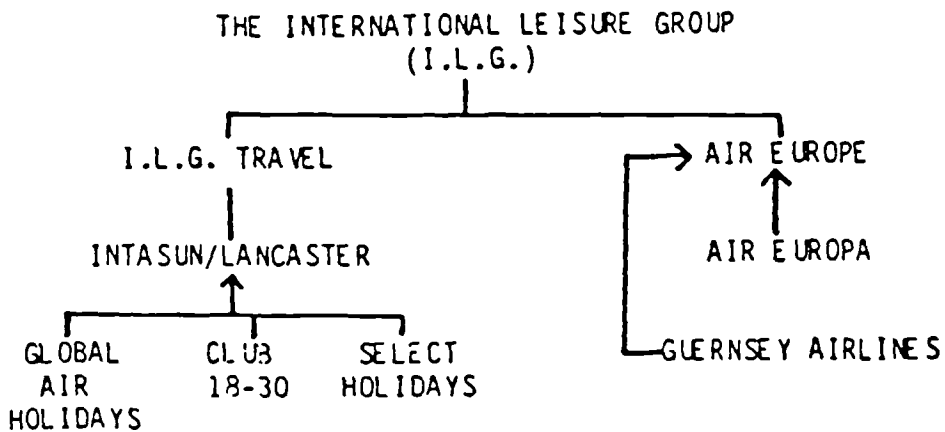 THE INTERNATIONAL LEISURE GROUP
(I.L.G.)
I.L.G. TRAVEL
AIR EUROPE
INTASUN/LANCASTER
AIR EUROPA
GLOBAL
AIR
HOLIDAYS
CLUB
18-30
SELECT
HOLIDAYS
GUERNSEY AIRLINES